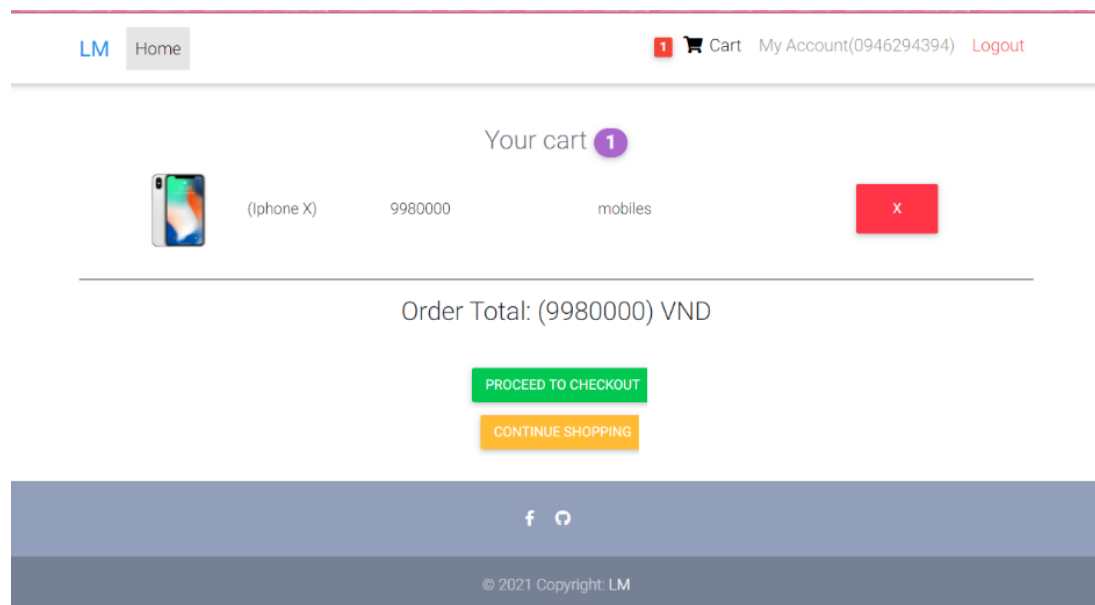 LM Home 1 Cart My Account(0946294394) Logout
Your cart 1
(Iphone X) 9980000 mobiles X
Order Total: (9980000) VND
PROCEED TO CHECKOUT
CONTINUE SHOPPING
© 2021 Copyright: LM